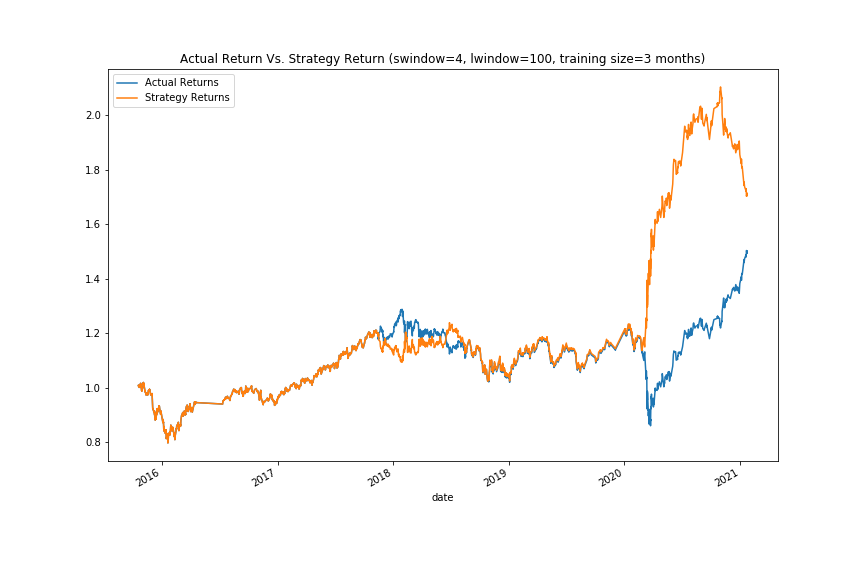 Actual Return Vs. Strategy Return (swindow=4, lwindow=100, training size=3 months)
Actual Returns
Strategy Returns
2.0
1.8
1.6
1.4
1.2
1.0
0.8
2016 2017 2018 2019 2020 2021
date